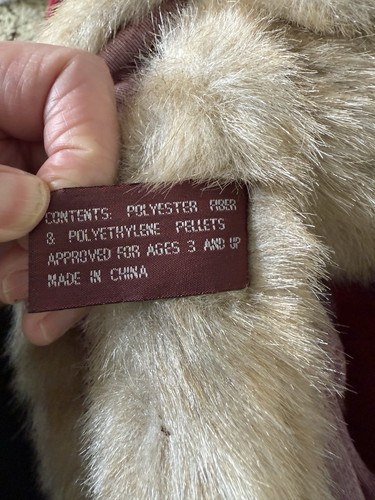 CONTENTS: POLYESTER FIBER
& POLYETHYLENE PELLETS
APPROVED FOR AGES 3 AND UP
MADE IN CHINA